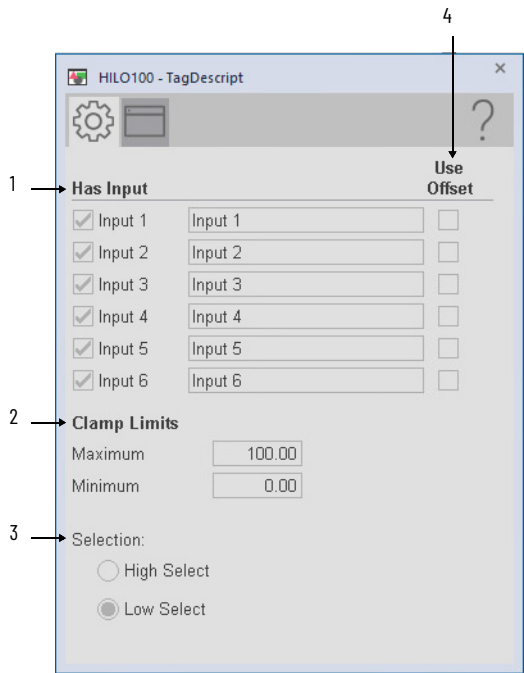 4
HILO100 - TagDescript
×
?
Use
1 Has Input Offset
Input 1 Input 1
Input 2 Input 2
Input 3 Input 3
Input 4 Input 4
Input 5 Input 5
Input 6 Input 6
2 Clamp Limits
Maximum 100.00
Minimum 0.00
3 Selection:
High Select
Low Select